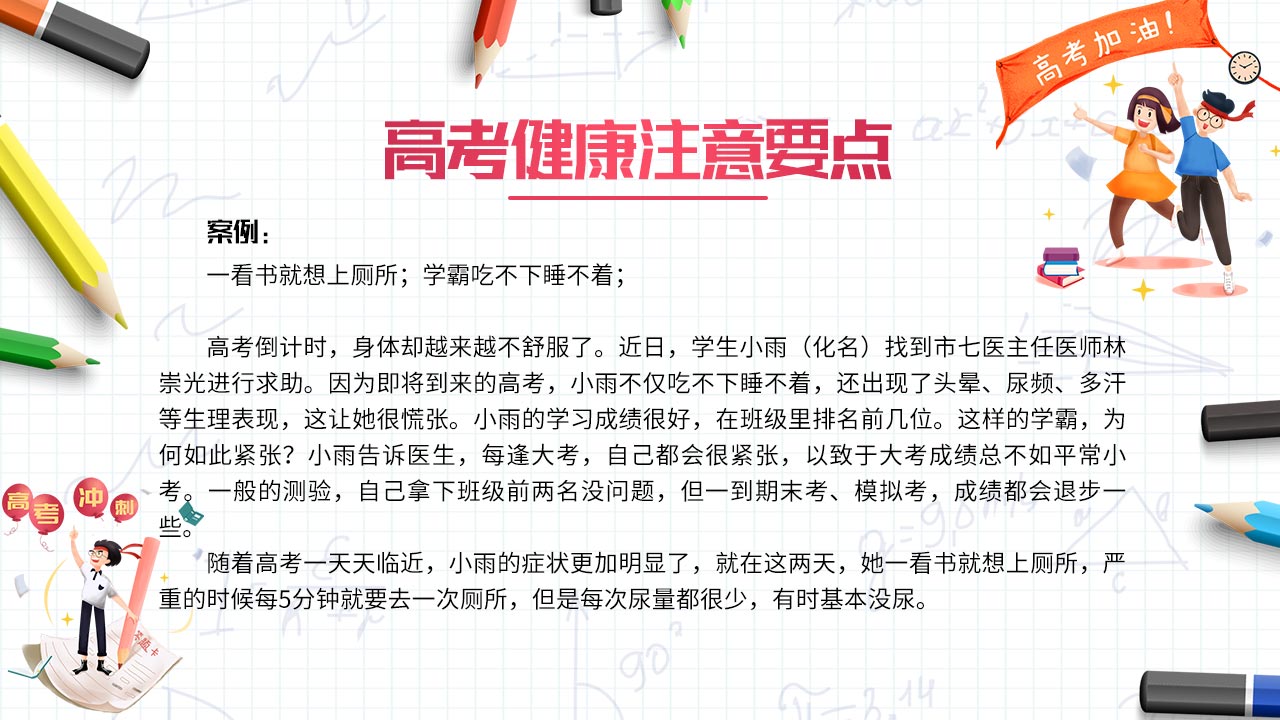 高考加油！
高考健康注意要点
案例：
一看书就想上厕所；学霸吃不下睡不着；
高考倒计时，身体却越来越不舒服了。近日，学生小雨（化名）找到市七医主任医师林
崇光进行求助。因为即将到来的高考，小雨不仅吃不下睡不着，还出现了头晕、尿频、多汗
等生理表现，这让她很慌张。小雨的学习成绩很好，在班级里排名前几位。这样的学霸，为
何如此紧张？小雨告诉医生，每逢大考，自己都会很紧张，以致于大考成绩总不如平常小
考。一般的测验，自己拿下班级前两名没问题，但一到期末考、模拟考，成绩都会退步一
些。
随着高考一天天临近，小雨的症状更加明显了，就在这两天，她一看书就想上厕所，严
重的时候每5分钟就要去一次厕所，但是每次尿量都很少，有时基本没尿。
高考冲刺
答题卡
90°
π=3.14